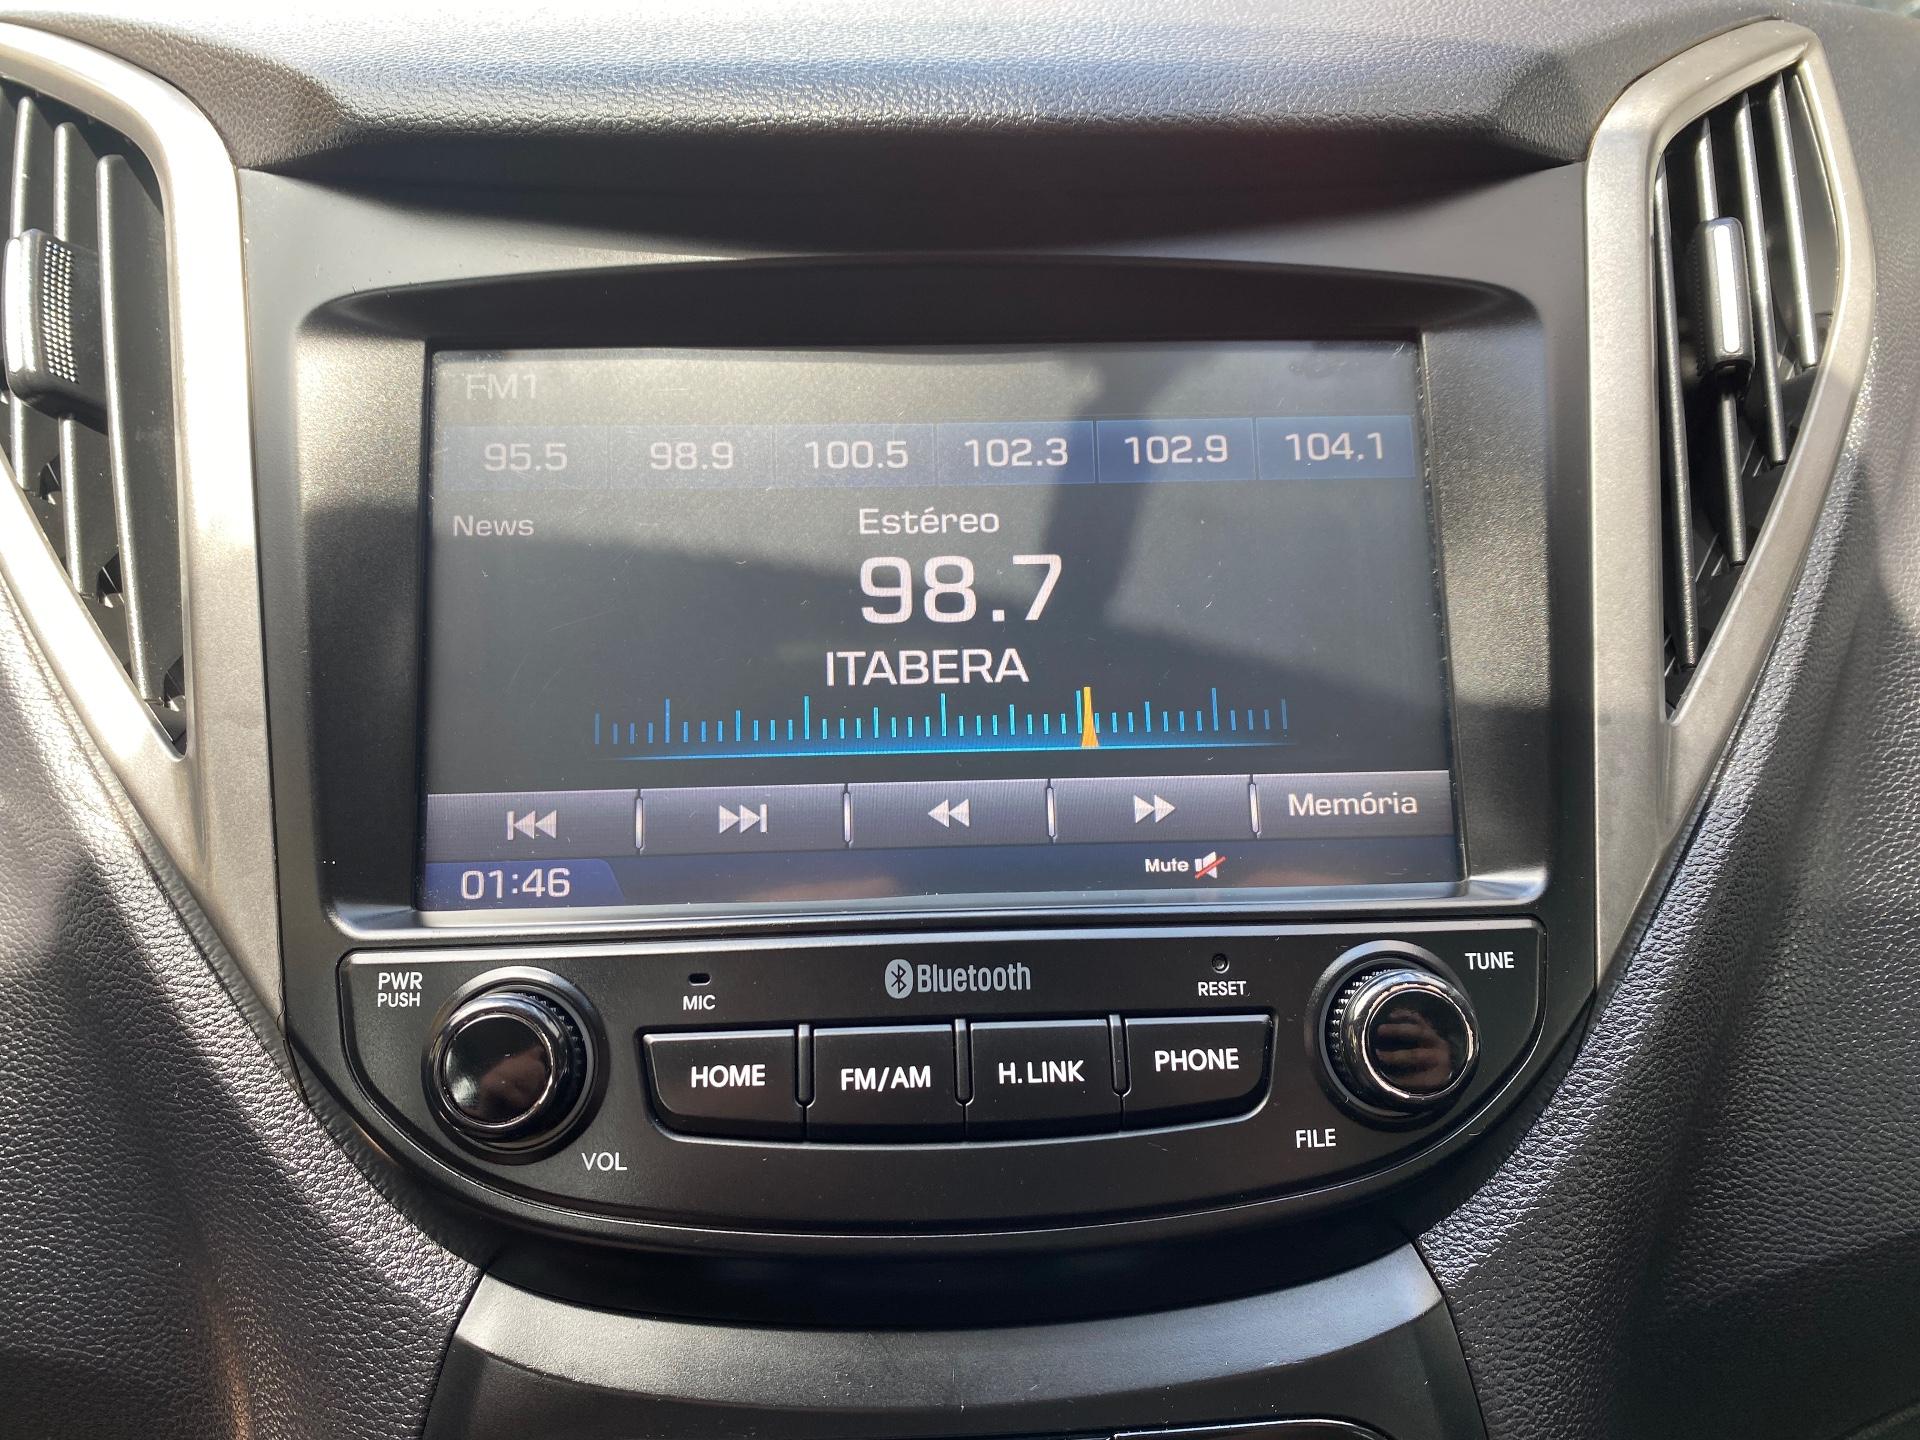 FM1
95.5 98.9 100.5 102.3 102.9 104.1
News
Estéreo
98.7
ITABERA
Memória
01:46
Mute
PWR
PUSH
MIC
Bluetooth
RESET
TUNE
HOME FM/AM H.LINK PHONE
VOL
FILE